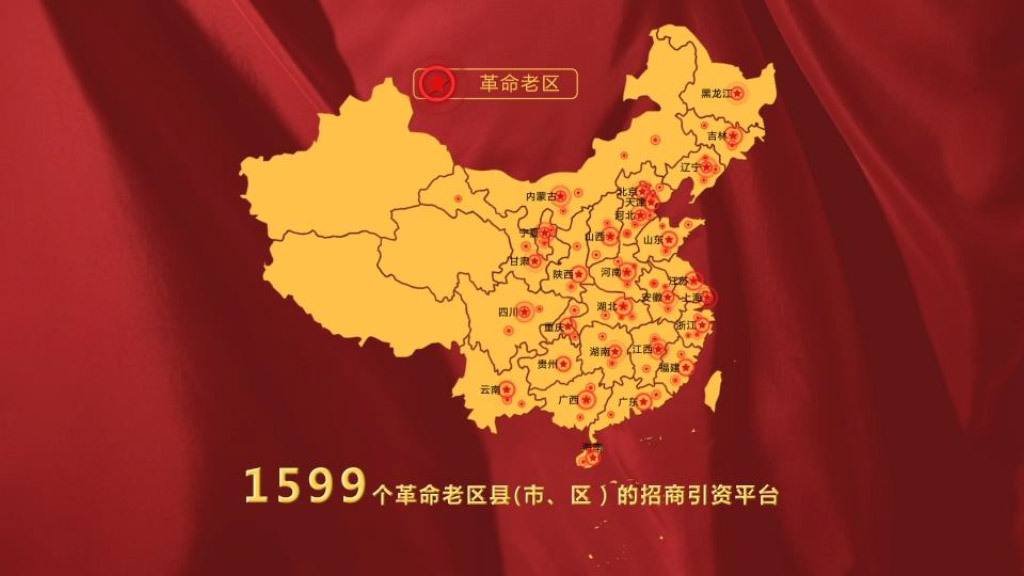 革命老区
黑龙江
吉林
辽宁
北京
天津
内蒙古
河北
宁夏
山西
山东
甘肃
陕西
河南
江苏
安徽
上海
四川
湖北
重庆
浙江
湖南
江西
贵州
福建
云南
广西
广东
海南
1599个革命老区县(市、区）的招商引资平台